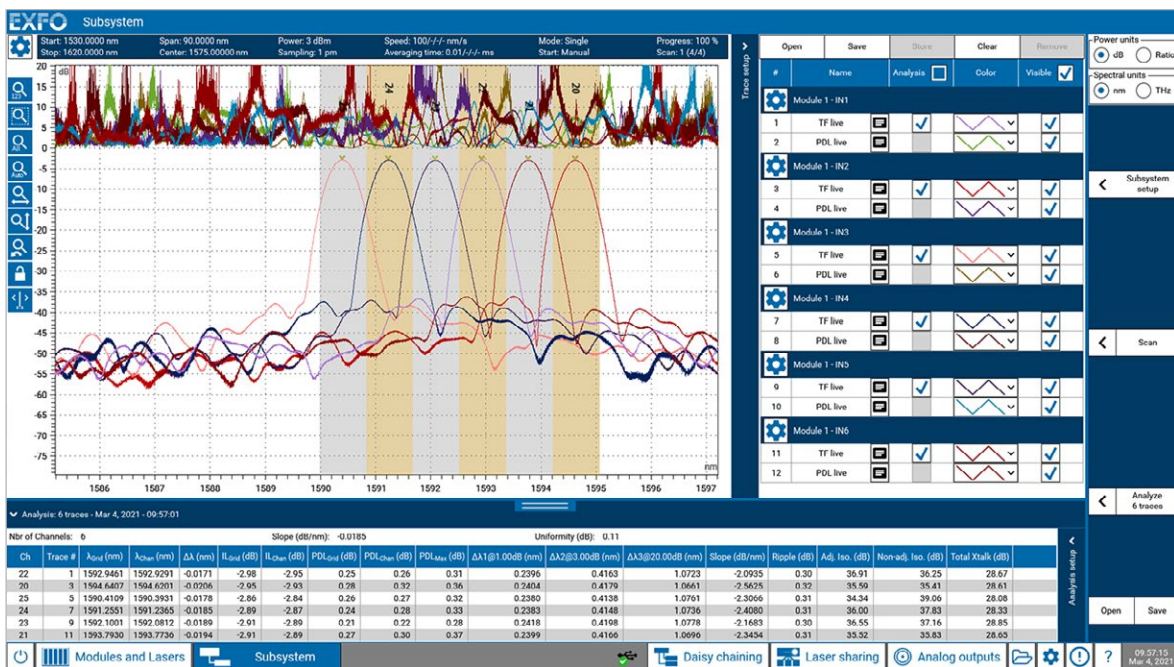 EXFO Subsystem
Start: 1530.0000 nm Span: 90.0000 nm Power: 3 dBm Speed: 100/-/-/- nm/s Mode: Single Progress: 100 %
Stop: 1620.0000 nm Center: 1575.00000 nm Sampling: 1 pm Averaging time: 0.01/-/-/- ms Start: Manual Scan: 1 (4/4)
Trace setup
Open Save Store Clear Remove
# Name Analysis Color Visible
Module 1 - IN1
1 TF live
2 PDL live
Module 1 - IN2
3 TF live
4 PDL live
Module 1 - IN3
5 TF live
6 PDL live
Module 1 - IN4
7 TF live
8 PDL live
Module 1 - IN5
9 TF live
10 PDL live
Module 1 - IN6
11 TF live
12 PDL live
Power units
dB Ratio
Spectral units
nm THz
Subsystem setup
Scan
Analyze 6 traces
Open Save
20 dB
15
10
5
0
-5
-10
-15
-20
-25
-30
-35
-40
-45
-50
-55
-60
-65
-70
-75
24
20
nm
1586 1587 1588 1589 1590 1591 1592 1593 1594 1595 1596 1597
Analysis: 6 traces - Mar 4, 2021 - 09:57:01
Nbr of Channels: 6 Slope (dB/nm): -0.0185 Uniformity (dB): 0.11
Ch Trace # λGrid (nm) λChan (nm) Δλ (nm) ILGrid (dB) ILChan (dB) PDLGrid (dB) PDLChan (dB) PDLMax (dB) Δλ1@1.00dB (nm) Δλ2@3.00dB (nm) Δλ3@20.00dB (nm) Slope (dB/nm) Ripple (dB) Adj. Iso. (dB) Non-adj. Iso. (dB) Total Xtalk (dB)
22 1 1592.9461 1592.9291 -0.0171 -2.98 -2.95 0.25 0.26 0.31 0.2396 0.4163 1.0723 -2.0935 0.30 36.91 36.25 28.67
20 3 1594.6407 1594.6201 -0.0206 -2.95 -2.93 0.28 0.32 0.36 0.2404 0.4179 1.0661 -2.5625 0.32 35.59 35.41 28.61
25 5 1590.4109 1590.3931 -0.0178 -2.86 -2.84 0.26 0.27 0.32 0.2380 0.4138 1.0761 -2.3066 0.31 34.34 39.06 28.08
24 7 1591.2551 1591.2365 -0.0185 -2.89 -2.87 0.24 0.28 0.33 0.2383 0.4148 1.0736 -2.4080 0.31 36.00 37.83 28.33
23 9 1592.1001 1592.0812 -0.0189 -2.91 -2.89 0.21 0.22 0.28 0.2418 0.4198 1.0778 -2.1683 0.30 36.55 37.16 28.85
21 11 1593.7930 1593.7736 -0.0194 -2.91 -2.89 0.27 0.30 0.37 0.2399 0.4166 1.0696 -2.3454 0.31 35.52 35.83 28.65
Analysis setup
Modules and Lasers Subsystem Daisy chaining Laser sharing Analog outputs ? 09:57:15
Mar 4, 2021